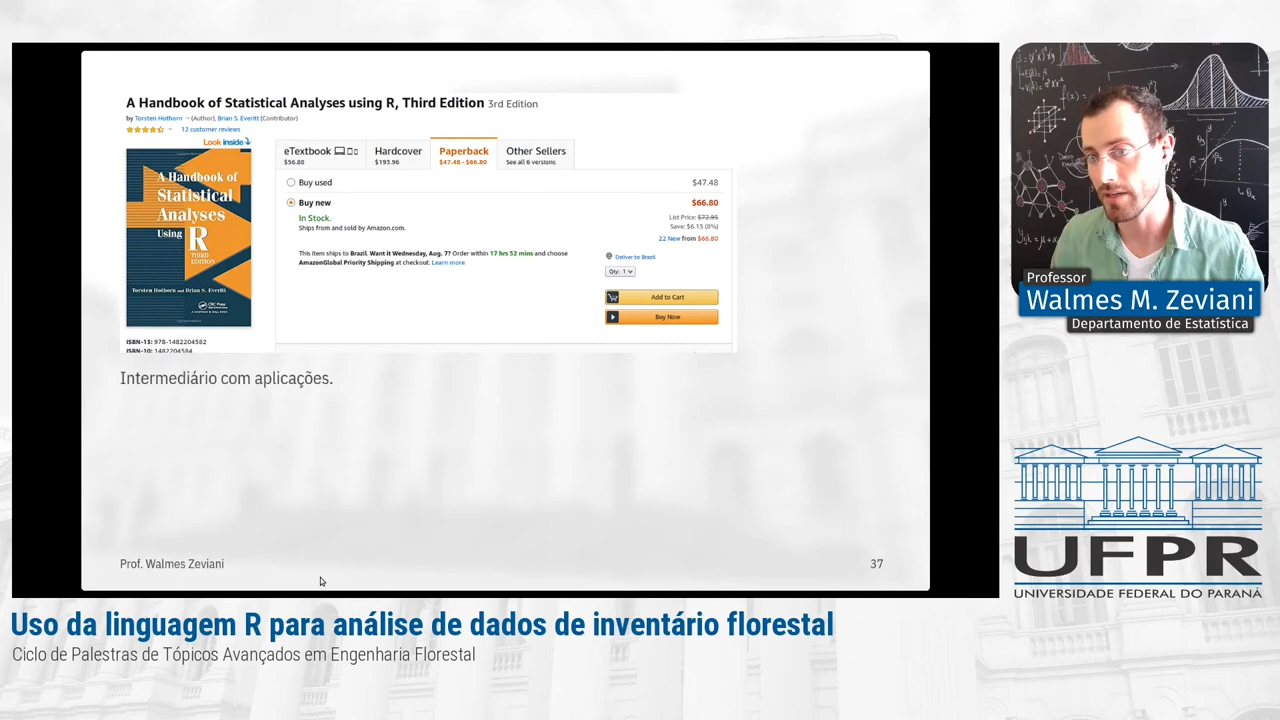 A Handbook of Statistical Analyses using R, Third Edition 3rd Edition
by Torsten Hothorn (Author), Brian S. Everitt (Contributor)
12 customer reviews
Look inside
A Handbook of
Statistical
Analyses
Using R
THIRD
EDITION
Torsten Hothorn and Brian S. Everitt
CRC Press
ISBN-13: 978-1482204582
ISBN-10: 1482204584
eTextbook
$56.88
Hardcover
$193.96
Paperback
$47.48 - $66.80
Other Sellers
See all 6 versions
Buy used
$47.48
Buy new
$66.80
In Stock.
Ships from and sold by Amazon.com.
List Price: $72.95
Save: $6.15 (8%)
22 New from $66.80
This item ships to Brazil. Want it Wednesday, Aug. 7? Order within 17 hrs 52 mins and choose
AmazonGlobal Priority Shipping at checkout. Learn more
Deliver to Brazil
Qty: 1
Add to Cart
Buy Now
Intermediário com aplicações.
Prof. Walmes Zeviani
37
Professor
Walmes M. Zeviani
Departamento de Estatística
UFPR
UNIVERSIDADE FEDERAL DO PARANÁ
Uso da linguagem R para análise de dados de inventário florestal
Ciclo de Palestras de Tópicos Avançados em Engenharia Florestal